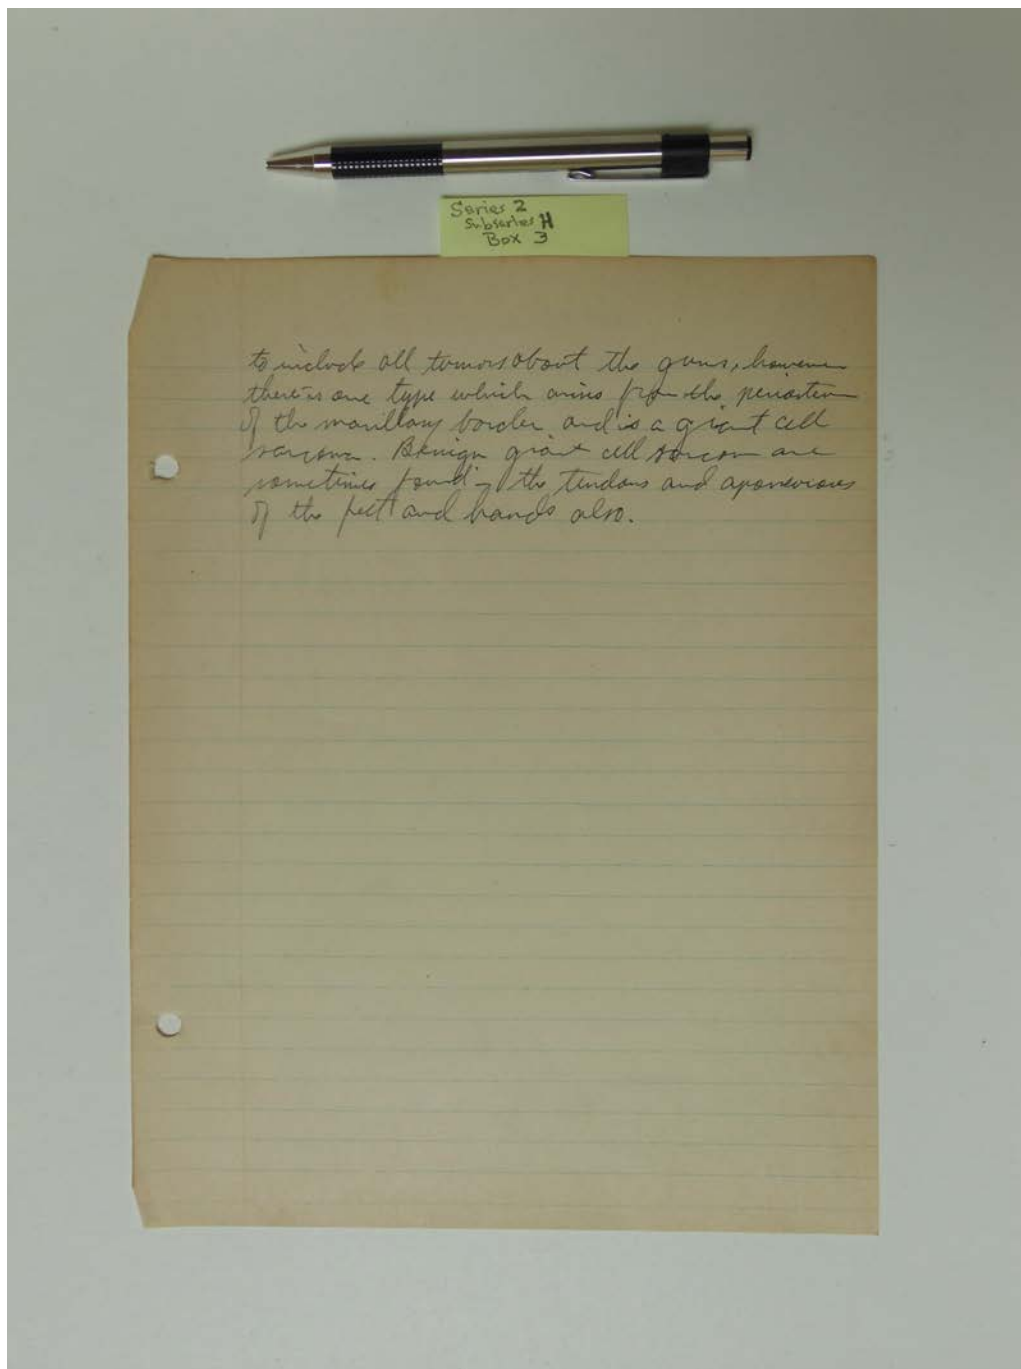 Series 2
Subseries H
Box 3
to include all tumors about the gums, however
there is one type which arises from the periosteum
of the maxillary border and is a giant cell
sarcoma. Benign giant cell sarcoma are
sometimes found in the tendons and aponeuroses
of the feet and hands also.